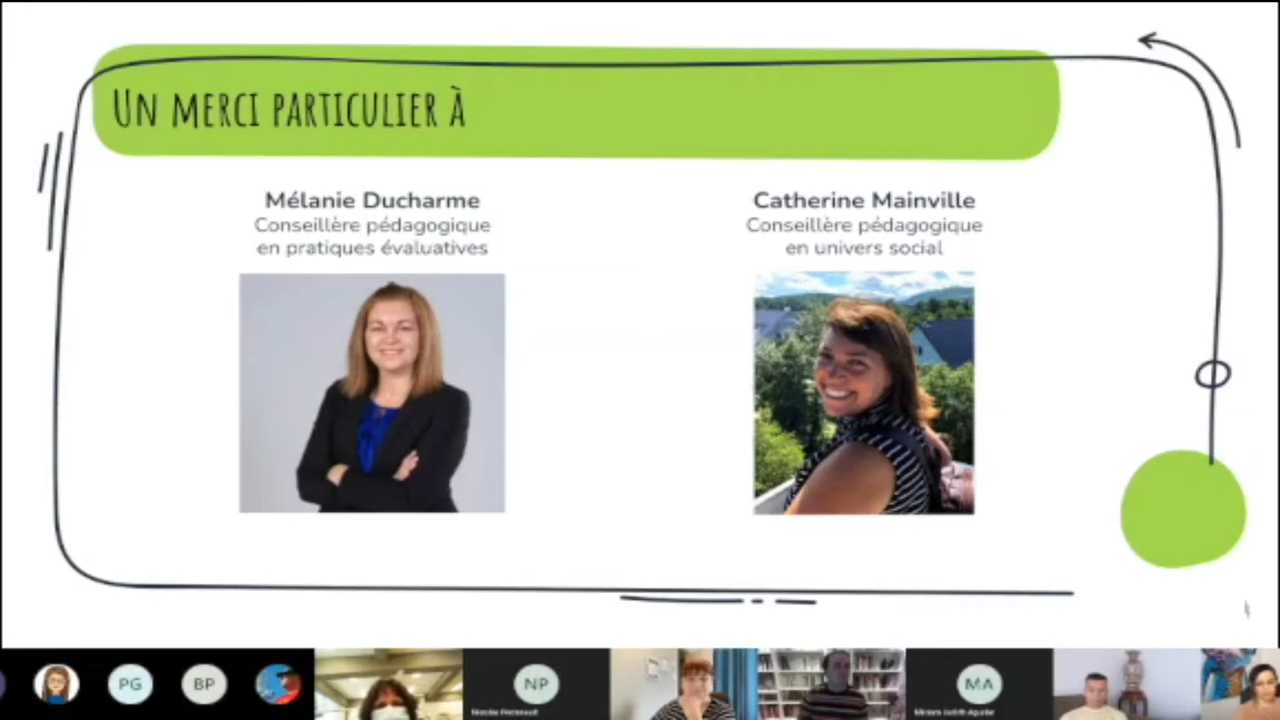 Un merci particulier à
Mélanie Ducharme
Conseillère pédagogique
en pratiques évaluatives
Catherine Mainville
Conseillère pédagogique
en univers social
PG
BP
NP
MA